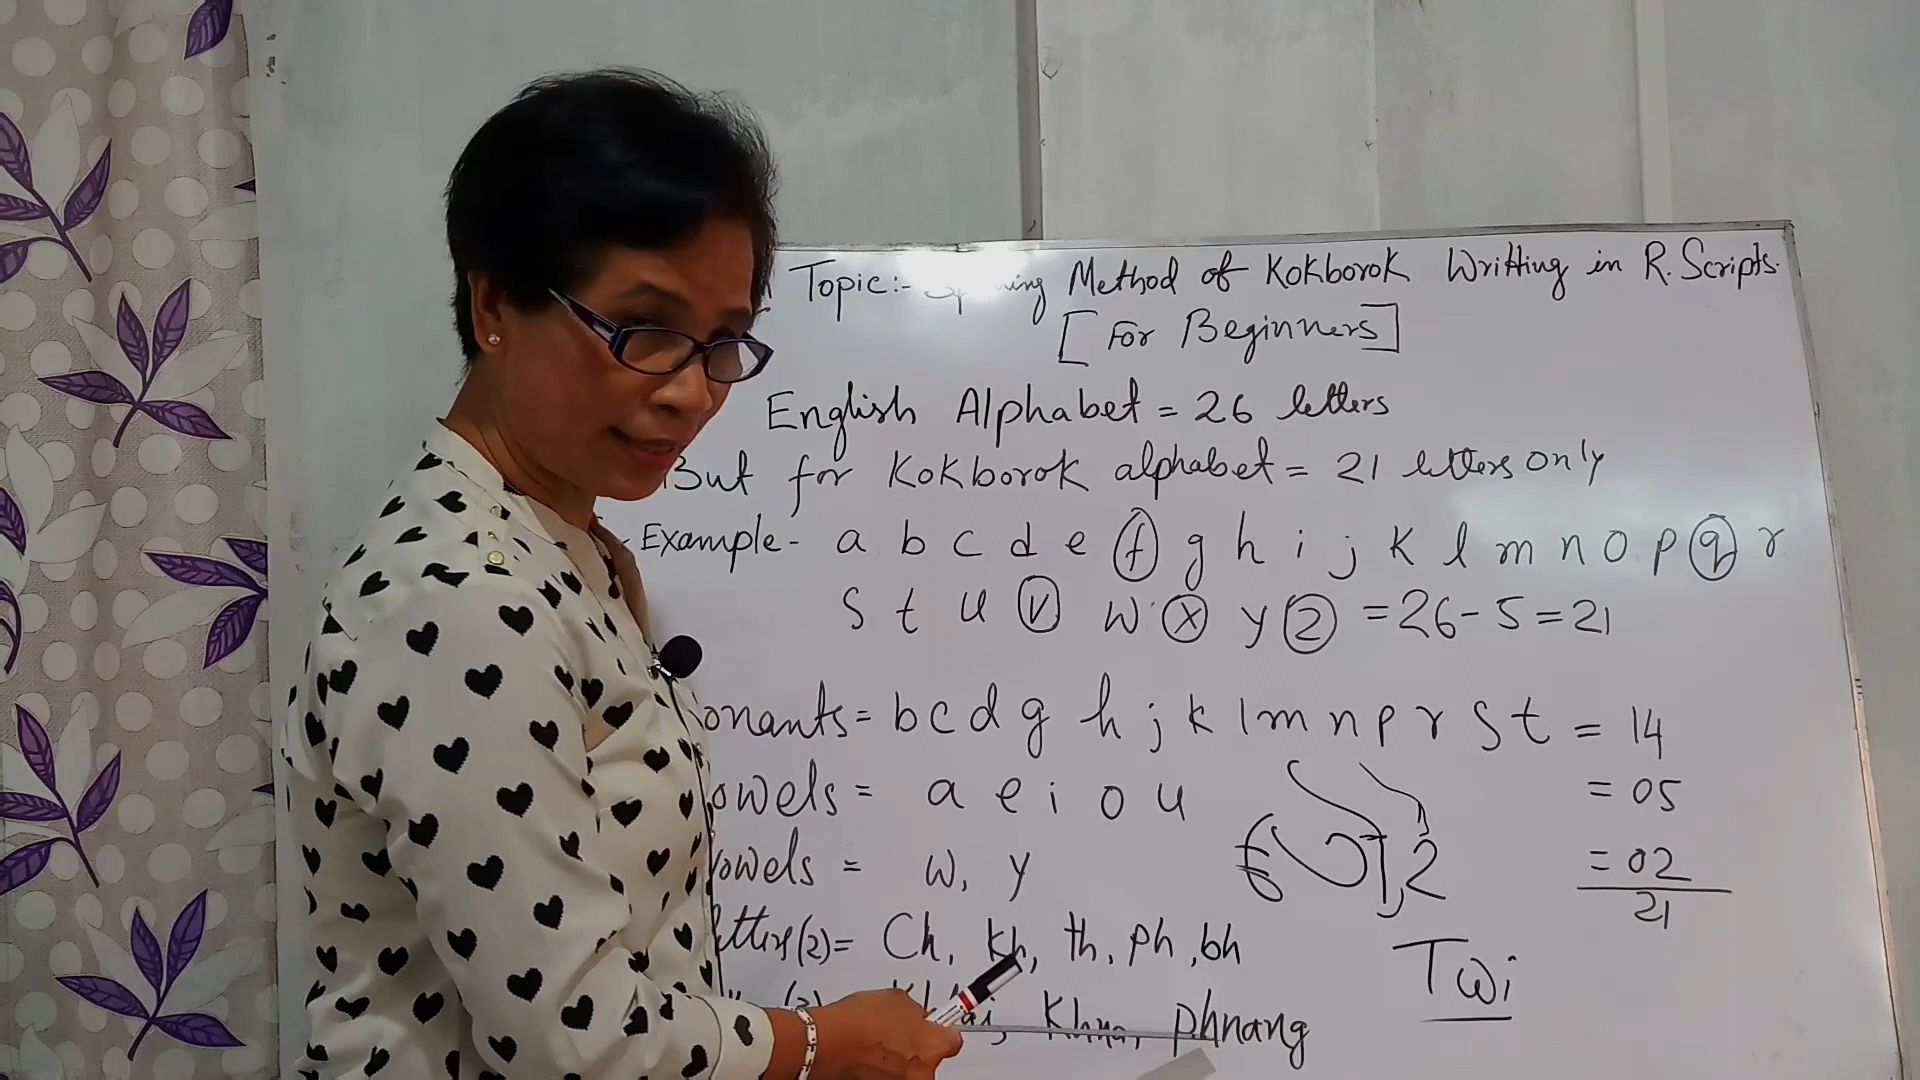 Topic:- Method of Kokborok Writting in R. Scripts.
[For Beginners]
English Alphabet = 26 letters
But for Kokborok alphabet = 21 letters only
Example - a b c d e f g h i j k l m n o p q r
s t u v w x y z = 26 - 5 = 21
onants = b c d g h j k l m n p r s t = 14
owels = a e i o u = 05
owels = w, y = 02
21
(2) = Ch, kh, th, ph, bh
Twi
phnang